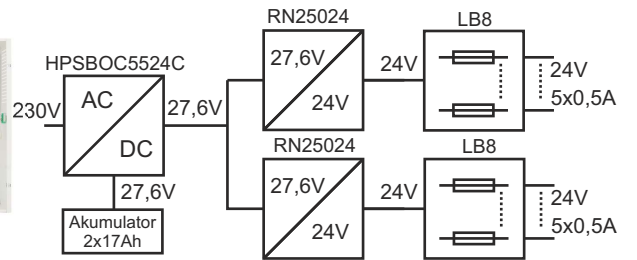 RN25024
27,6V
24V
24V
LB8
24V
5x0,5A
HPSBOC5524C
230V
AC
DC
27,6V
27,6V
Akumulator
2x17Ah
RN25024
27,6V
24V
24V
LB8
24V
5x0,5A